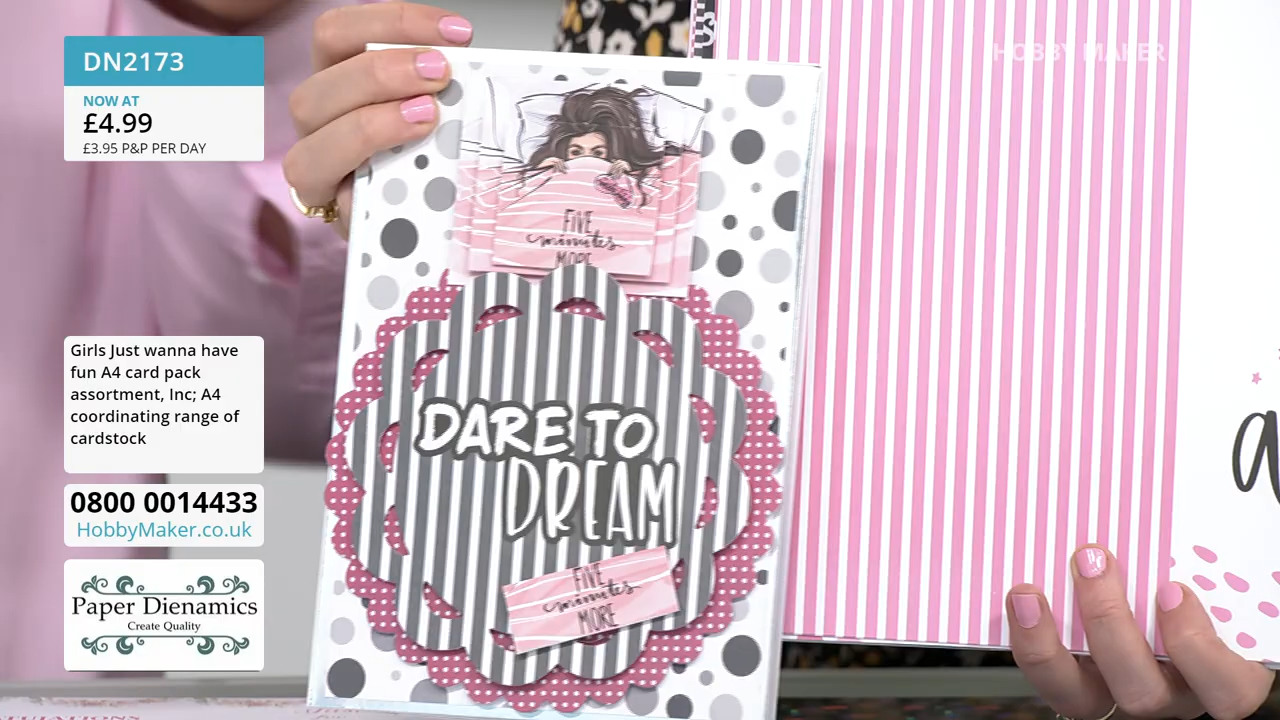 DN2173
NOW AT
£4.99
£3.95 P&P PER DAY
Girls Just wanna have
fun A4 card pack
assortment, Inc; A4
coordinating range of
cardstock
0800 0014433
HobbyMaker.co.uk
Paper Dienamics
Create Quality
HOBBY MAKER
FIVE
minutes
MORE
DARE TO
DREAM
FIVE
minutes
MORE
a